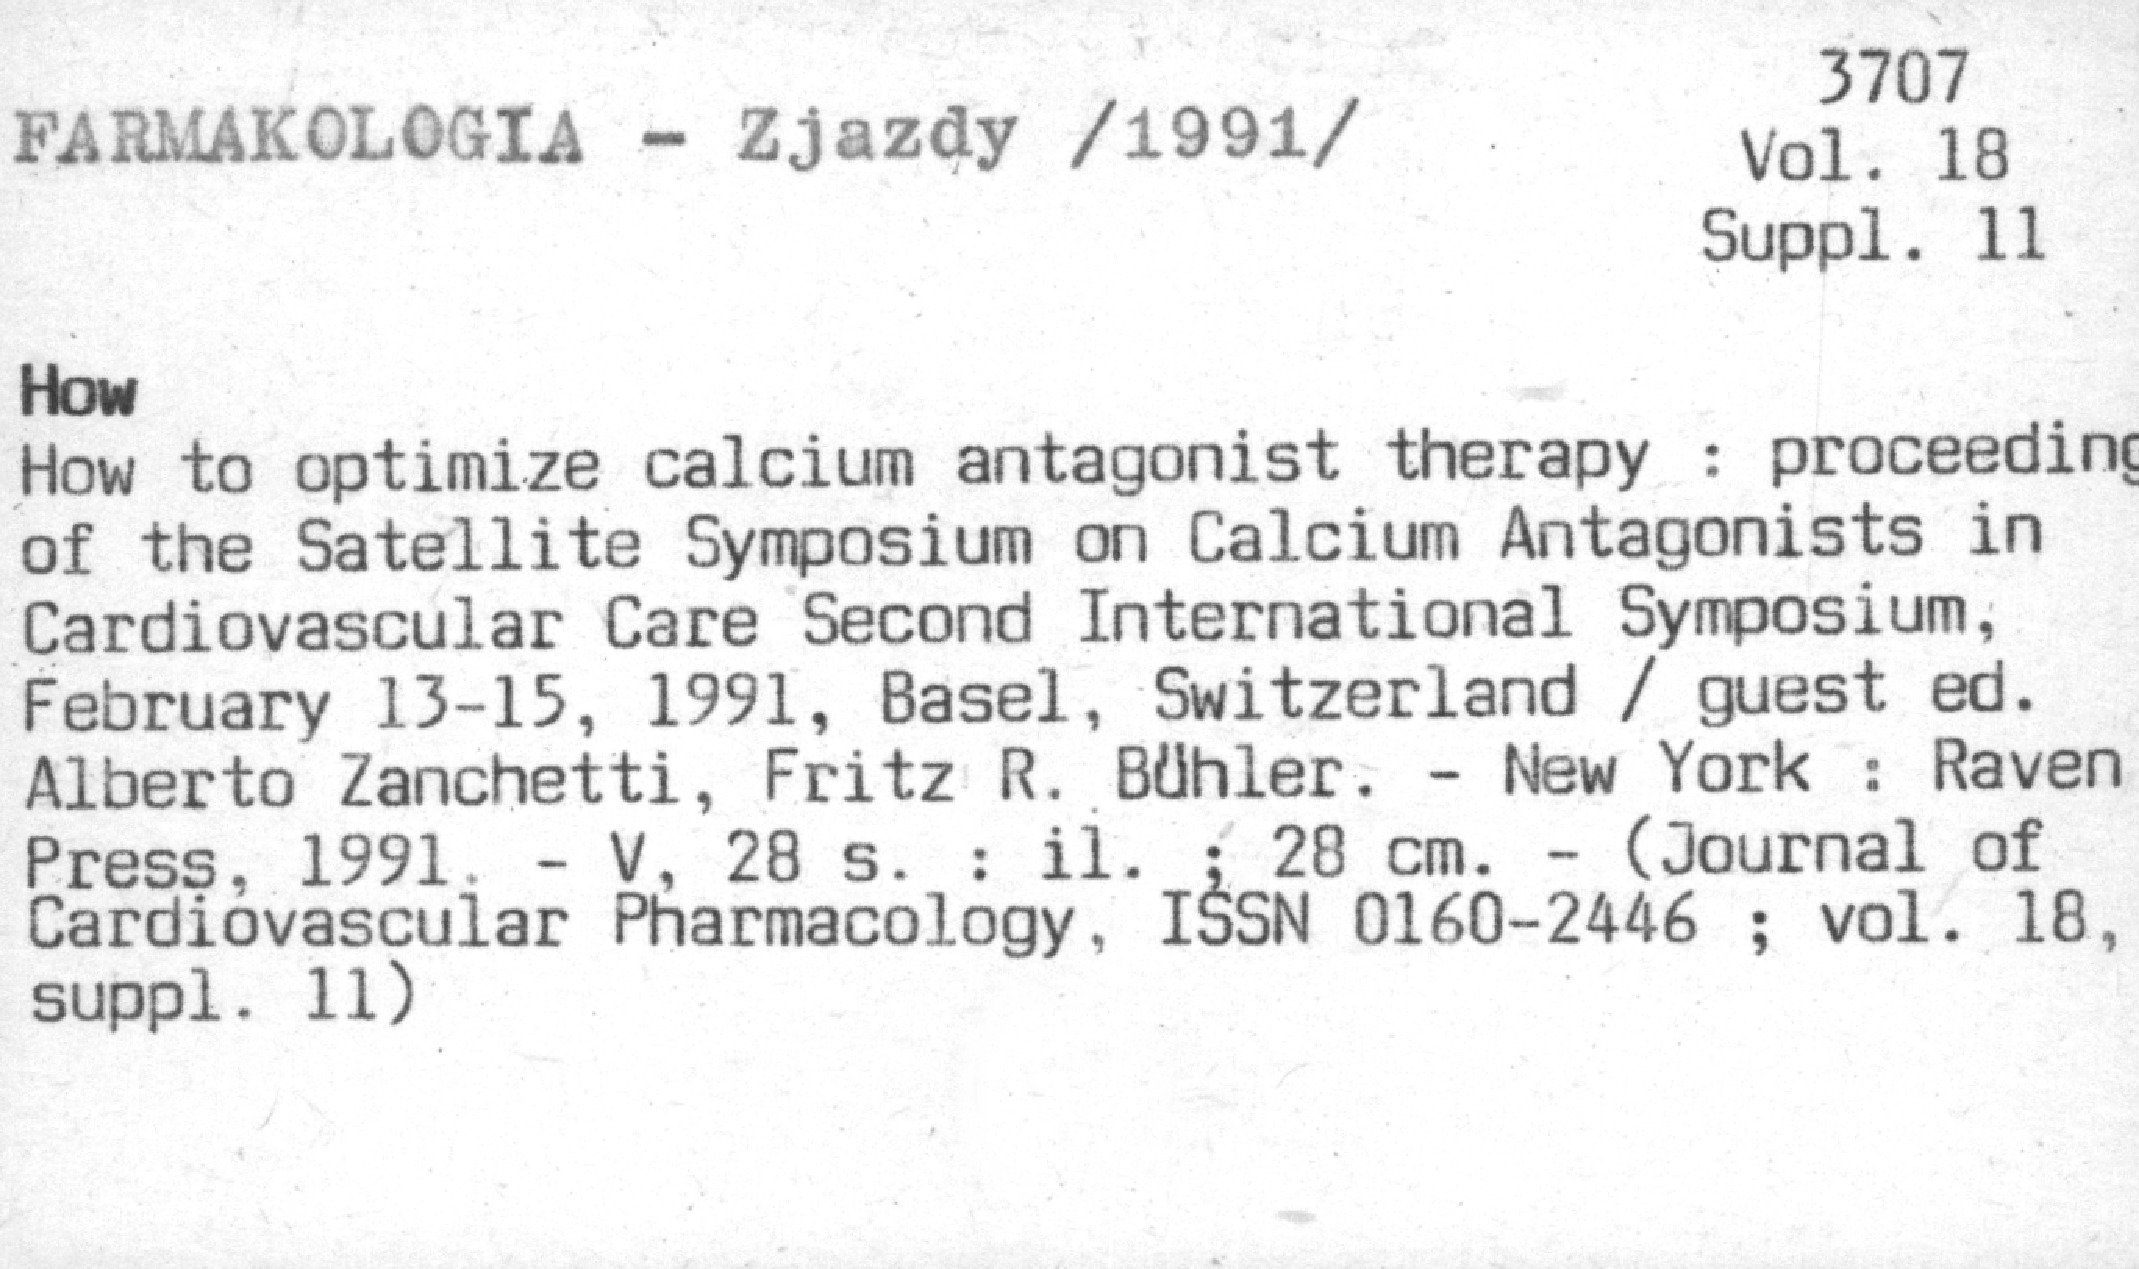 FARMAKOLOGIA - Zjazdy /1991/
3707
Vol. 18
Suppl. 11
How
How to optimize calcium antagonist therapy : proceeding
of the Satellite Symposium on Calcium Antagonists in
Cardiovascular Care Second International Symposium,
February 13-15, 1991, Basel, Switzerland / guest ed.
Alberto Zanchetti, Fritz R. Bühler. - New York : Raven
Press, 1991. - V, 28 s. : il. ; 28 cm. - (Journal of
Cardiovascular Pharmacology, ISSN 0160-2446 ; vol. 18,
suppl. 11)